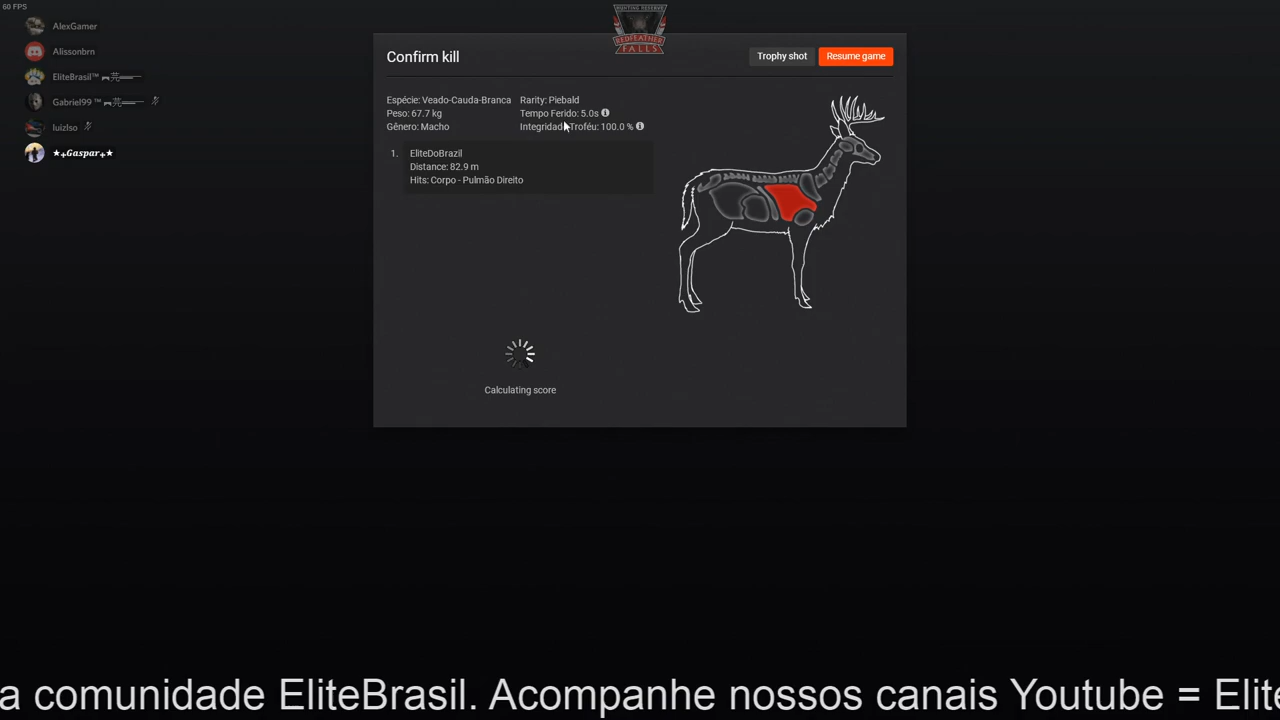 60 FPS
AlexGamer
Alissonbrn
EliteBrasil™
Gabriel99 ™
luizlso
★₊Gaspar₊★
HUNTING RESERVE
REDFEATHER
FALLS
Confirm kill
Trophy shot
Resume game
Espécie: Veado-Cauda-Branca
Rarity: Piebald
Peso: 67.7 kg
Tempo Ferido: 5.0s
Gênero: Macho
Integridade Troféu: 100.0 %
1. EliteDoBrazil
Distance: 82.9 m
Hits: Corpo - Pulmão Direito
Calculating score
a comunidade EliteBrasil. Acompanhe nossos canais Youtube = Elite